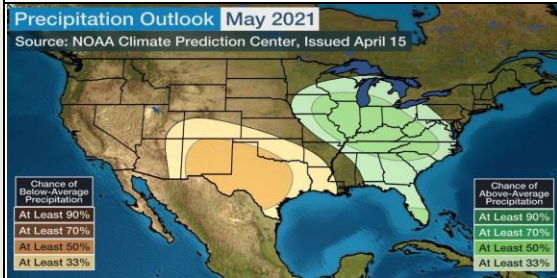 Precipitation Outlook May 2021
Source: NOAA Climate Prediction Center, Issued April 15
Chance of
Below-Average
Precipitation
At Least 90%
At Least 70%
At Least 50%
At Least 33%
Chance of
Above-Average
Precipitation
At Least 90%
At Least 70%
At Least 50%
At Least 33%